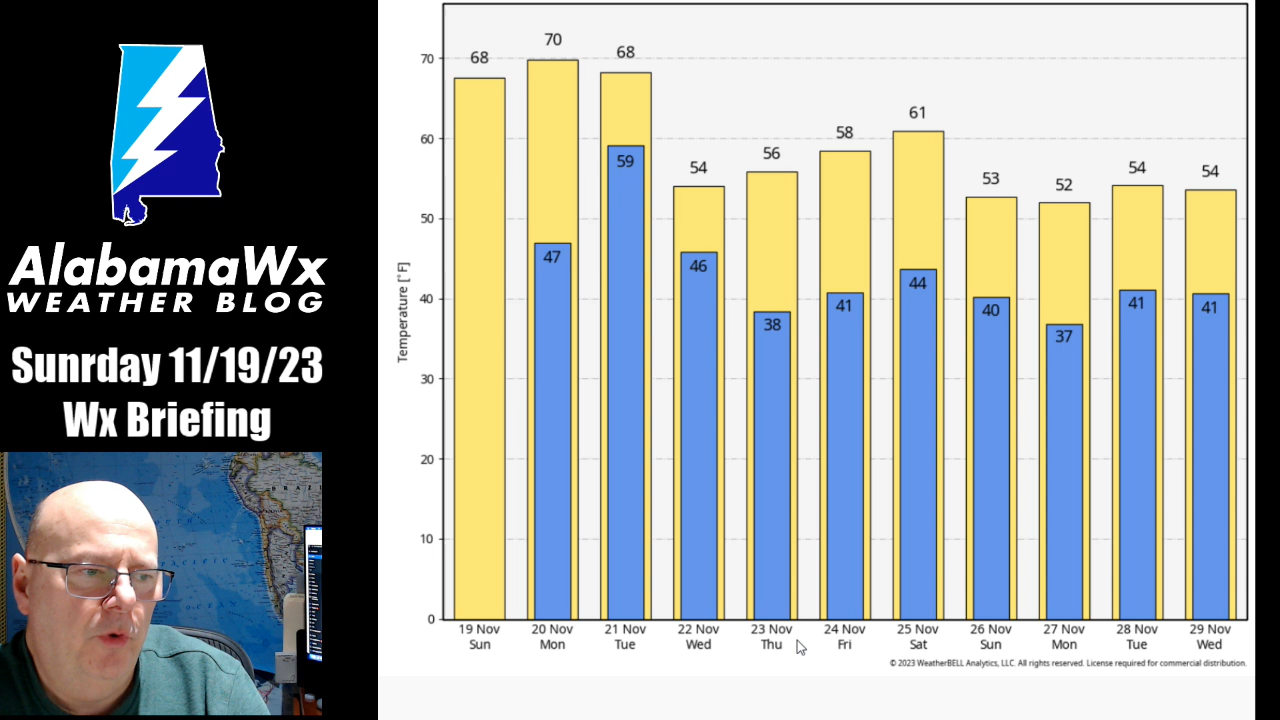 AlabamaWx
WEATHER BLOG
Sunrday 11/19/23
Wx Briefing
Temperature [°F]
70
60
50
40
30
20
10
0
68 70 68 54 56 58 61 53 52 54 54
47 59 46 38 41 44 40 37 41 41
19 Nov 20 Nov 21 Nov 22 Nov 23 Nov 24 Nov 25 Nov 26 Nov 27 Nov 28 Nov 29 Nov
Sun Mon Tue Wed Thu Fri Sat Sun Mon Tue Wed
© 2023 WeatherBELL Analytics, LLC. All rights reserved. License required for commercial distribution.